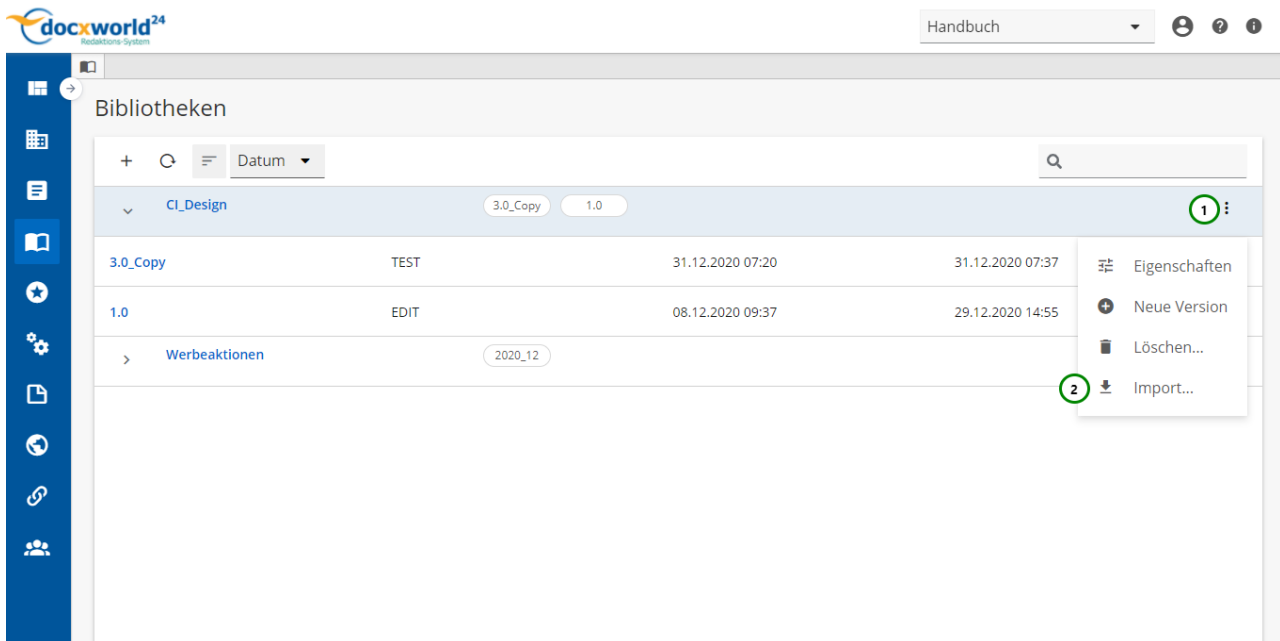 docxworld24
Redaktions-System
Handbuch
Bibliotheken
Datum
CI_Design 3.0_Copy 1.0 1
3.0_Copy TEST 31.12.2020 07:20 31.12.2020 07:37
Eigenschaften
1.0 EDIT 08.12.2020 09:37 29.12.2020 14:55
Neue Version
Werbeaktionen 2020_12
Löschen...
2 Import...